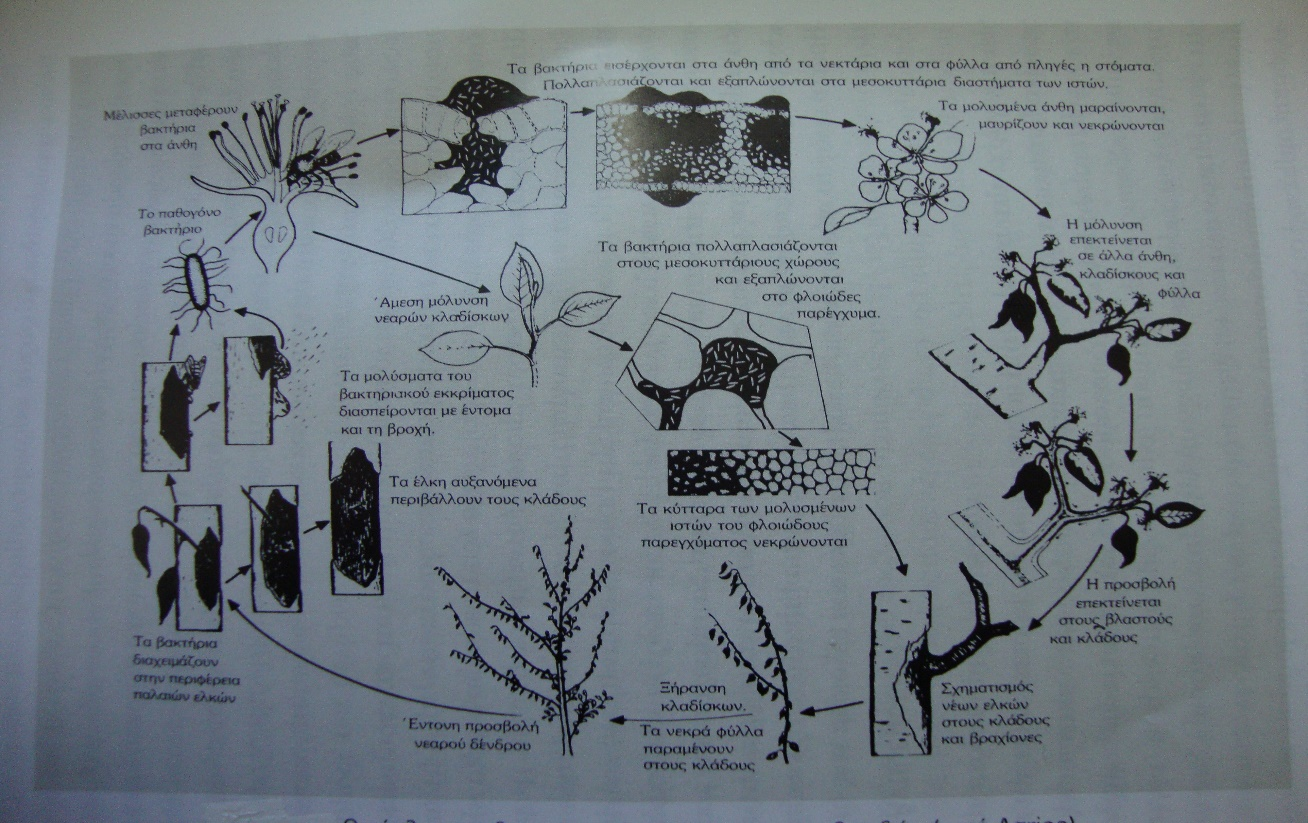 Τα βακτήρια εισέρχονται στα άνθη από τα νεκτάρια και στα φύλλα από πληγές η στόματα.
Πολλαπλασιάζονται και εξαπλώνονται στα μεσοκυττάρια διαστήματα των ιστών.
Μέλισσες μεταφέρουν
βακτήρια
στα άνθη
Τα μολυσμένα άνθη μαραίνονται,
μαυρίζουν και νεκρώνονται
Το παθογόνο
βακτήριο
Η μόλυνση
επεκτείνεται
σε άλλα άνθη,
κλαδίσκους και
φύλλα
Τα βακτήρια πολλαπλασιάζονται
στους μεσοκυττάριους χώρους
και εξαπλώνονται
στο φλοιώδες
παρέγχυμα.
Άμεση μόλυνση
νεαρών κλαδίσκων
Τα μολύσματα του
βακτηριακού εκκρίματος
διασπείρονται με έντομα
και τη βροχή.
Τα έλκη αυξανόμενα
περιβάλλουν τους κλάδους
Τα κύτταρα των μολυσμένων
ιστών του φλοιώδους
παρεγχύματος νεκρώνονται
Η προσβολή
επεκτείνεται
στους βλαστούς
και κλάδους
Τα βακτήρια
διαχειμάζουν
στην περιφέρεια
παλαιών ελκών
Έντονη προσβολή
νεαρού δένδρου
Ξήρανση
κλαδίσκων.
Τα νεκρά φύλλα
παραμένουν
στους κλάδους
Σχηματισμός
νέων ελκών
στους κλάδους
και βραχίονες